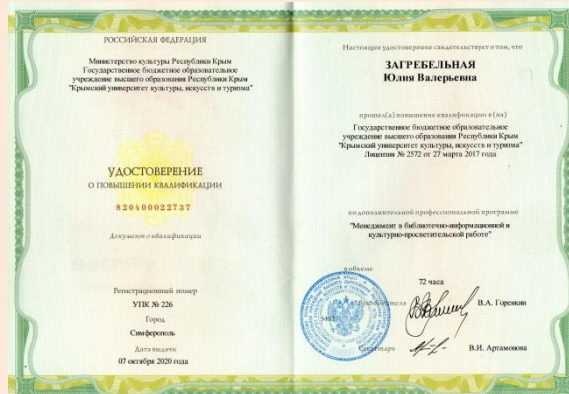 РОССИЙСКАЯ ФЕДЕРАЦИЯ
Министерство культуры Республики Крым
Государственное бюджетное образовательное
учреждение высшего образования Республики Крым
"Крымский университет культуры, искусств и туризма"
УДОСТОВЕРЕНИЕ
О ПОВЫШЕНИИ КВАЛИФИКАЦИИ
820400022737
Документ о квалификации
Регистрационный номер
УПК № 226
Город
Симферополь
Дата выдачи
07 октября 2020 года
Настоящее удостоверение свидетельствует о том, что
ЗАГРЕБЕЛЬНАЯ
Юлия Валерьевна
прошел(а) повышение квалификации в (на)
Государственное бюджетное образовательное
учреждение высшего образования Республики Крым
"Крымский университет культуры, искусств и туризма"
Лицензия № 2572 от 27 марта 2017 года
по дополнительной профессиональной программе
"Менеджмент в библиотечно-информационной и
культурно-просветительской работе"
в объеме
72 часа
В.А. Горенкин
М.П.
Секретарь
В.И. Артамонова